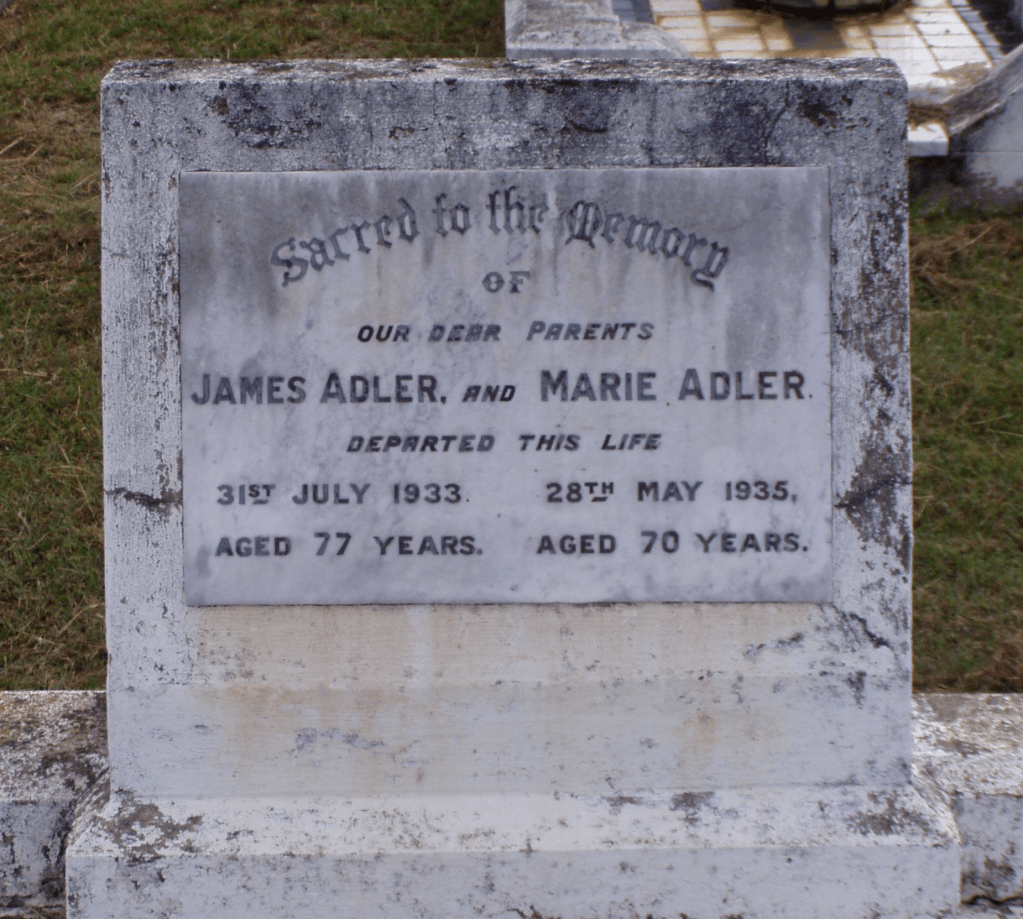 Sacred to the Memory
OF
OUR DEAR PARENTS
JAMES ADLER, AND MARIE ADLER.
DEPARTED THIS LIFE
31ST JULY 1933. 28TH MAY 1935,
AGED 77 YEARS. AGED 70 YEARS.